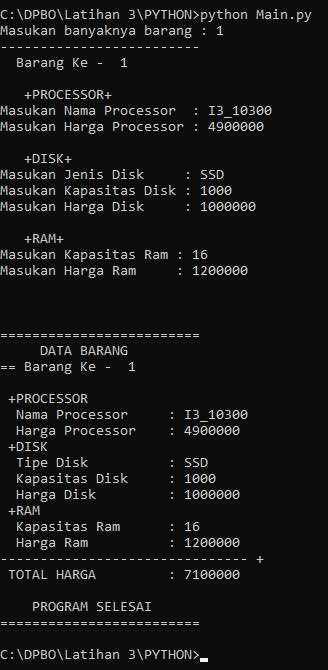 C:\DPBO\Latihan 3\PYTHON>python Main.py
Masukan banyaknya barang : 1
-------------------------
  Barang Ke -  1
   +PROCESSOR+
Masukan Nama Processor  : I3_10300
Masukan Harga Processor : 4900000
   +DISK+
Masukan Jenis Disk     : SSD
Masukan Kapasitas Disk : 1000
Masukan Harga Disk     : 1000000
   +RAM+
Masukan Kapasitas Ram : 16
Masukan Harga Ram     : 1200000
=========================
     DATA BARANG
== Barang Ke -  1
 +PROCESSOR
  Nama Processor     : I3_10300
  Harga Processor    : 4900000
 +DISK
  Tipe Disk          : SSD
  Kapasitas Disk     : 1000
  Harga Disk         : 1000000
 +RAM
  Kapasitas Ram      : 16
  Harga Ram          : 1200000
------------------------------- +
 TOTAL HARGA         : 7100000
    PROGRAM SELESAI
=========================
C:\DPBO\Latihan 3\PYTHON>